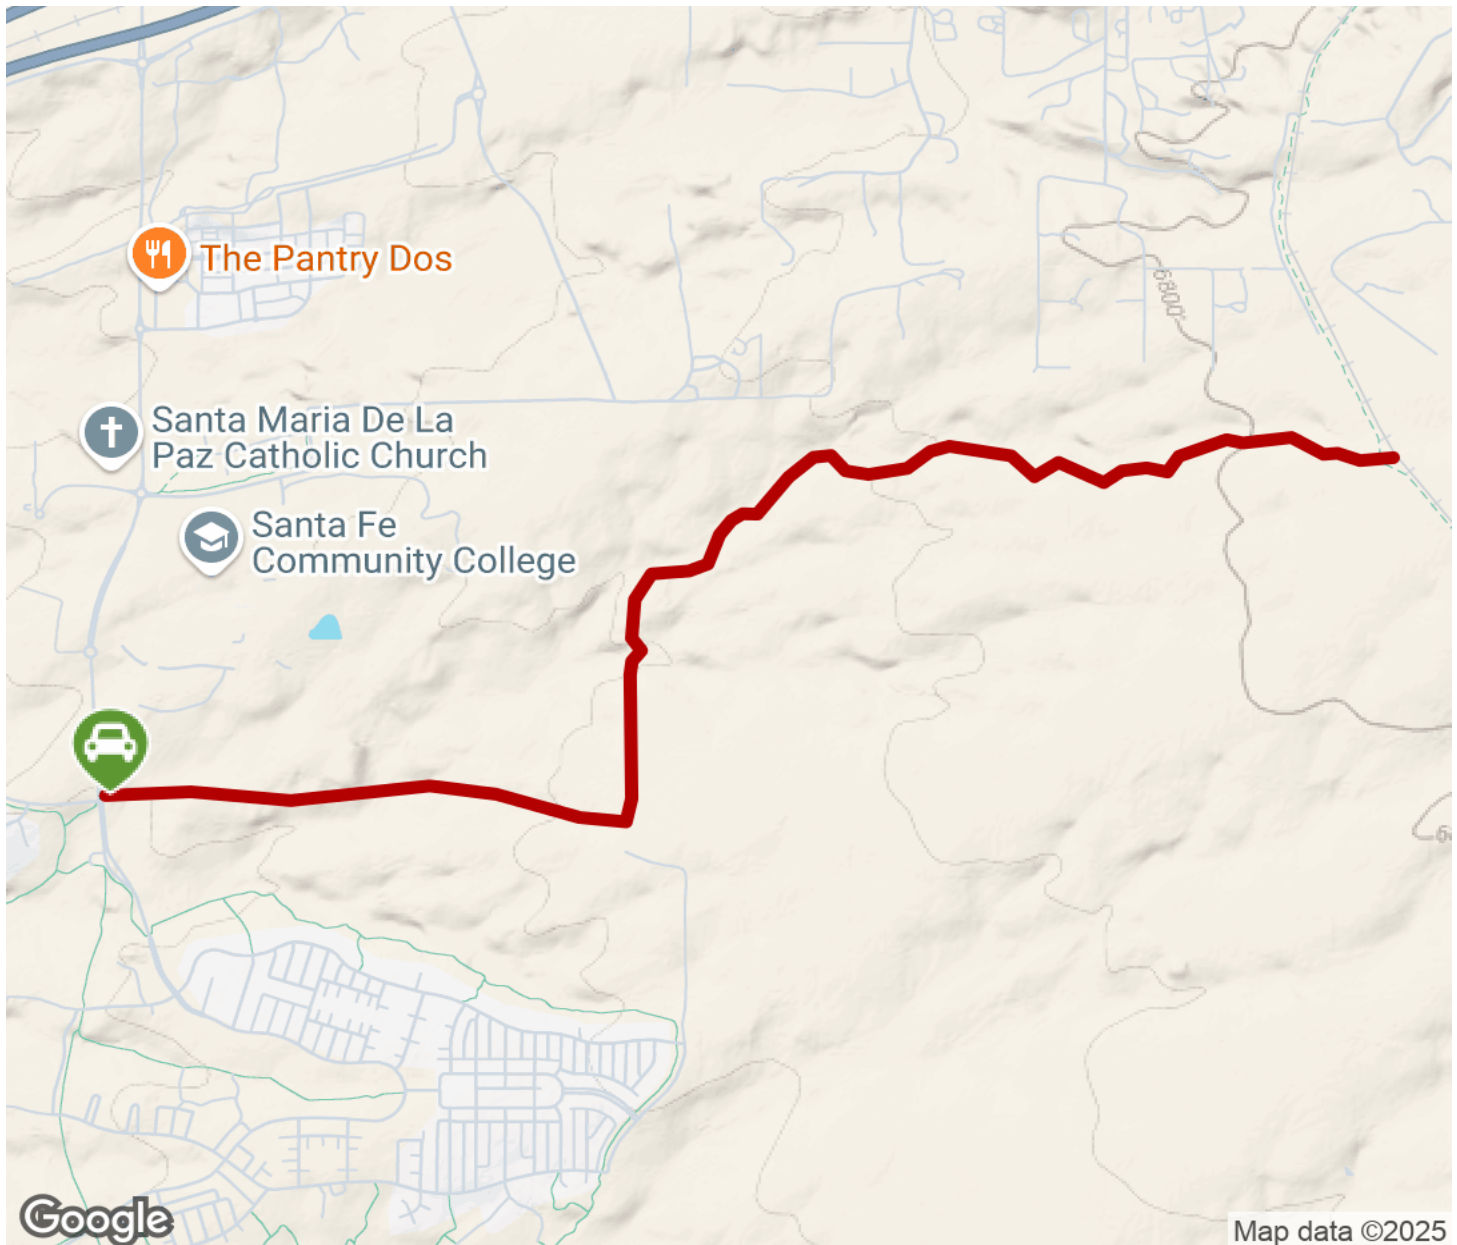 The Pantry Dos
6800'
Santa Maria De La
Paz Catholic Church
Santa Fe
Community College
Google
Map data ©2025